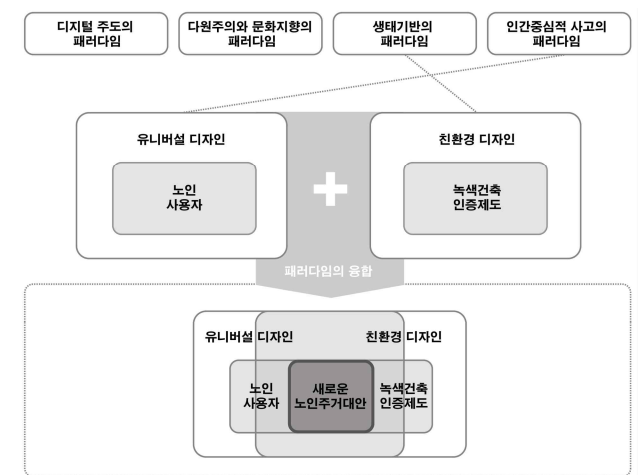 디지털 주도의
패러다임
다원주의와 문화지향의
패러다임
생태기반의
패러다임
인간중심적 사고의
패러다임
유니버설 디자인
노인
사용자
친환경 디자인
녹색건축
인증제도
패러다임의 융합
유니버설 디자인
친환경 디자인
노인
사용자
새로운
노인주거대안
녹색건축
인증제도